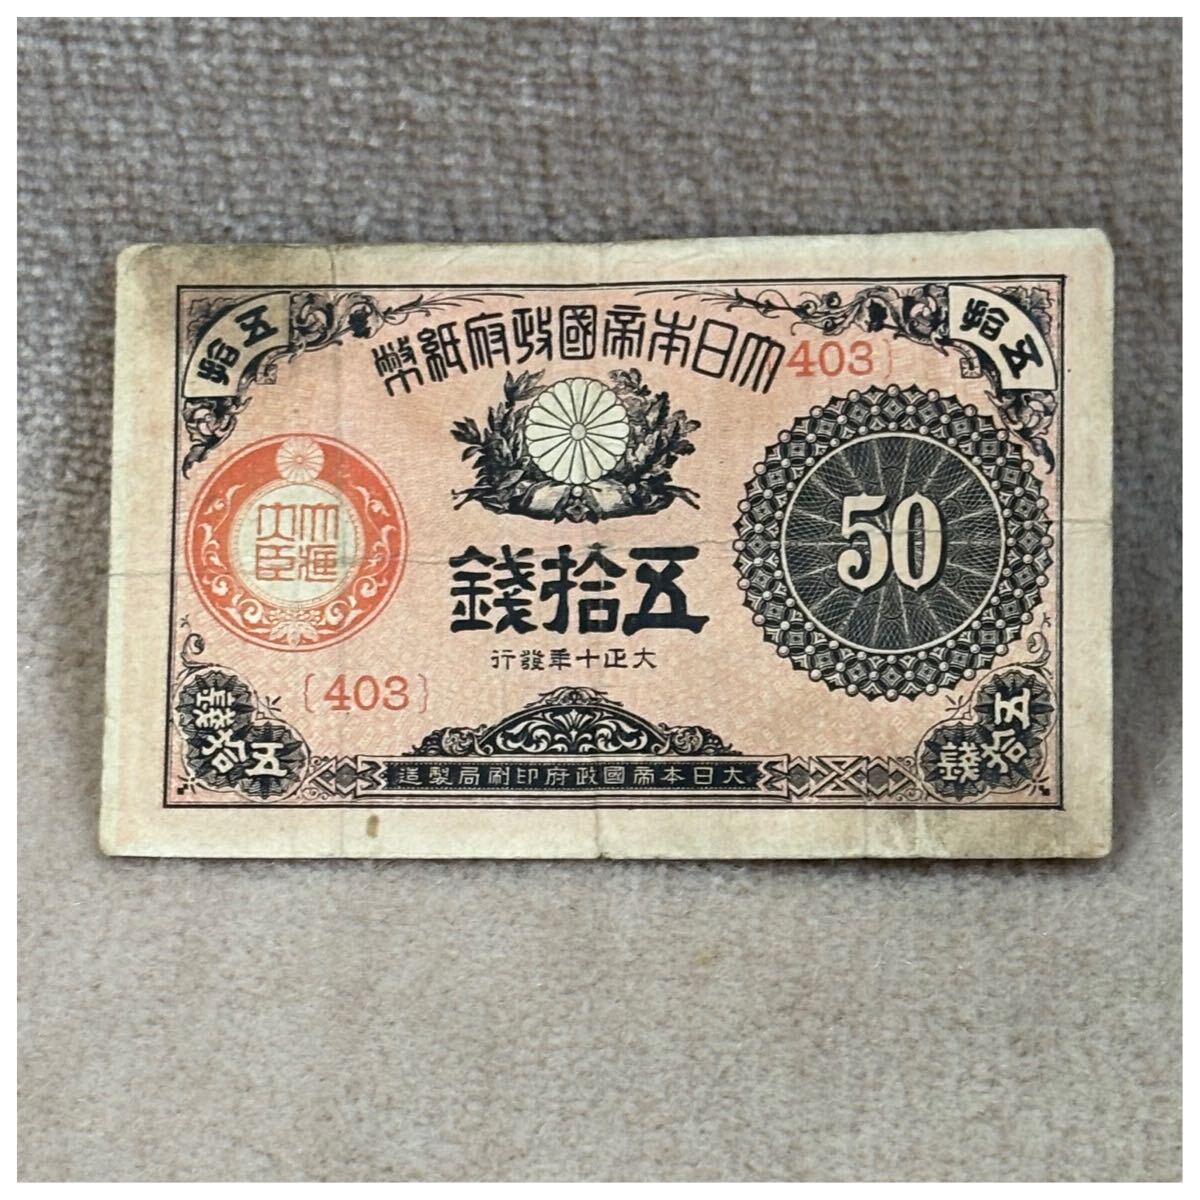 五拾
拾五
大日本帝國政府紙幣
403〕
大蔵
大臣
50
五拾錢
大正十年發行
〔403〕
五拾錢
五拾錢
大日本帝國政府印刷局製造